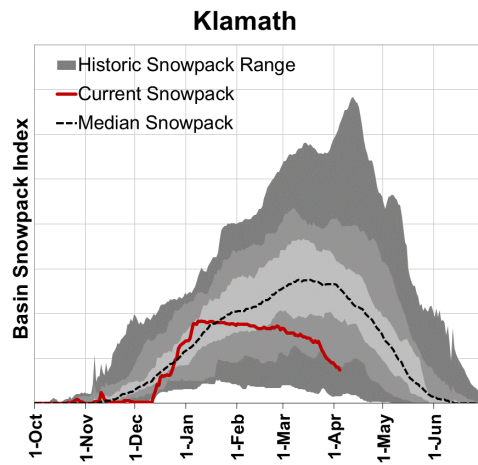 Klamath
Historic Snowpack Range
Current Snowpack
Median Snowpack
Basin Snowpack Index
1-Oct
1-Nov
1-Dec
1-Jan
1-Feb
1-Mar
1-Apr
1-May
1-Jun